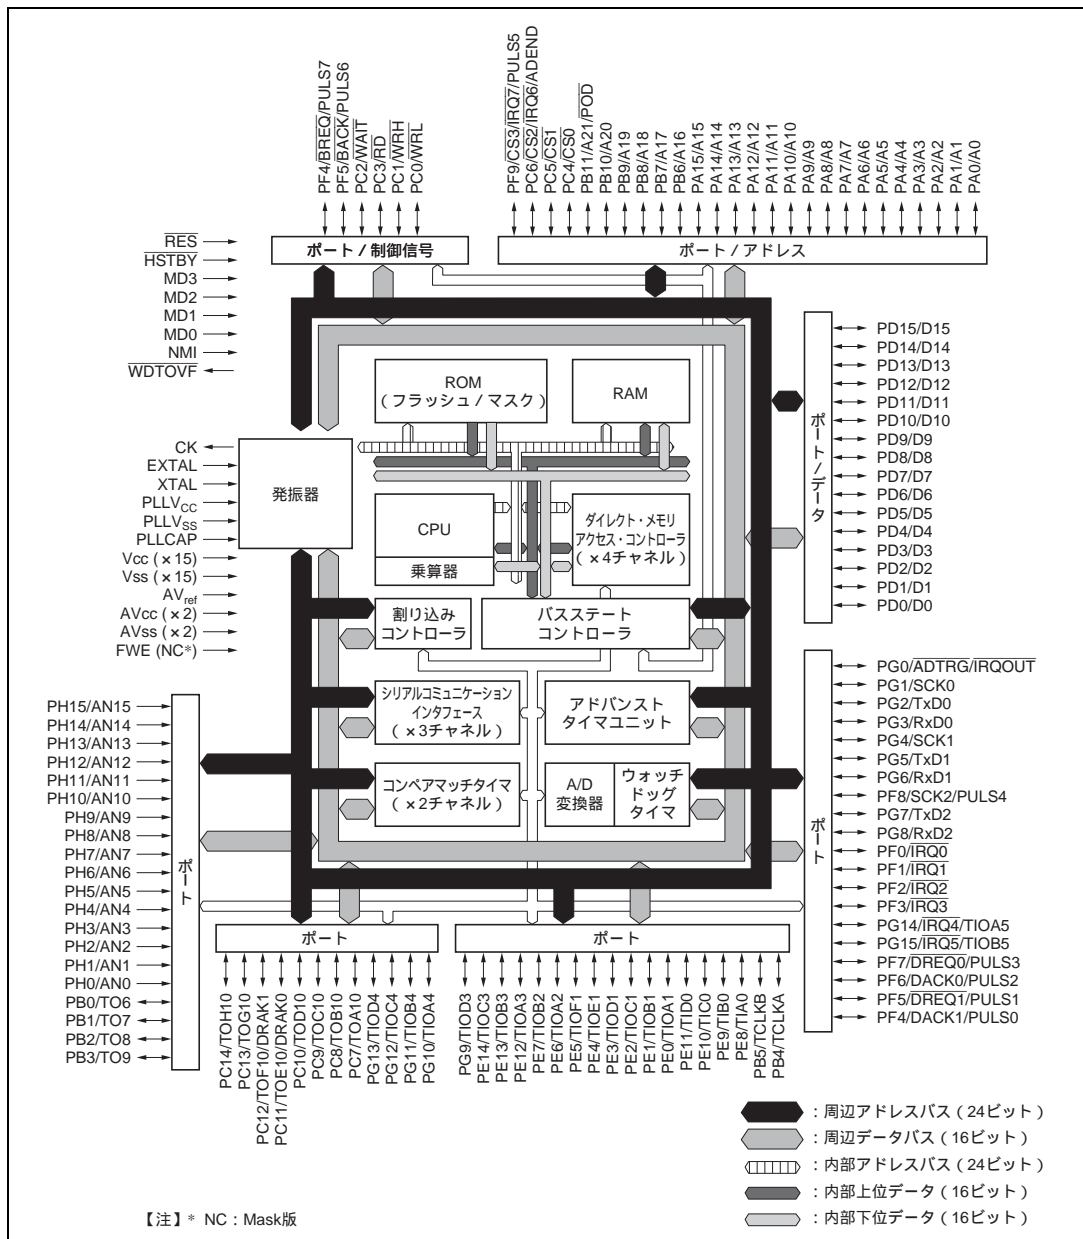 PF4/BREQ/PULS7
PF5/BACK/PULS6
PC2/WAIT
PC3/RD
PC1/WRH
PC0/WRL
PF9/CS3/IRQ7/PULS5
PC6/CS2/IRQ6/ADEND
PC5/CS1
PC4/CS0
PB11/A21/POD
PB10/A20
PB9/A19
PB8/A18
PB7/A17
PB6/A16
PA15/A15
PA14/A14
PA13/A13
PA12/A12
PA11/A11
PA10/A10
PA9/A9
PA8/A8
PA7/A7
PA6/A6
PA5/A5
PA4/A4
PA3/A3
PA2/A2
PA1/A1
PA0/A0
RES
HSTBY
MD3
MD2
MD1
MD0
NMI
WDTOVF
ポート / 制御信号
ポート / アドレス
CK
EXTAL
XTAL
PLLVCC
PLLVSS
PLLCAP
Vcc ( × 15)
Vss ( × 15)
AVref
AVcc ( × 2)
AVss ( × 2)
FWE (NC*)
発振器
ROM
( フラッシュ / マスク )
RAM
CPU
乗算器
ダイレクト・メモリ
アクセス・コントローラ
( × 4チャネル )
割り込み
コントローラ
バスステート
コントローラ
シリアルコミュニケーション
インタフェース
( × 3チャネル )
アドバンスト
タイマユニット
コンペアマッチタイマ
( × 2チャネル )
A/D
変換器
ウォッチ
ドッグ
タイマ
ポート/データ
PD15/D15
PD14/D14
PD13/D13
PD12/D12
PD11/D11
PD10/D10
PD9/D9
PD8/D8
PD7/D7
PD6/D6
PD5/D5
PD4/D4
PD3/D3
PD2/D2
PD1/D1
PD0/D0
ポート
PG0/ADTRG/IRQOUT
PG1/SCK0
PG2/TxD0
PG3/RxD0
PG4/SCK1
PG5/TxD1
PG6/RxD1
PF8/SCK2/PULS4
PG7/TxD2
PG8/RxD2
PF0/IRQ0
PF1/IRQ1
PF2/IRQ2
PF3/IRQ3
PG14/IRQ4/TIOA5
PG15/IRQ5/TIOB5
PF7/DREQ0/PULS3
PF6/DACK0/PULS2
PF5/DREQ1/PULS1
PF4/DACK1/PULS0
PH15/AN15
PH14/AN14
PH13/AN13
PH12/AN12
PH11/AN11
PH10/AN10
PH9/AN9
PH8/AN8
PH7/AN7
PH6/AN6
PH5/AN5
PH4/AN4
PH3/AN3
PH2/AN2
PH1/AN1
PH0/AN0
PB0/TO6
PB1/TO7
PB2/TO8
PB3/TO9
ポート
ポート
ポート
PC14/TOH10
PC13/TOG10
PC12/TOF10/DRAK1
PC11/TOE10/DRAK0
PC10/TOD10
PC9/TOC10
PC8/TOB10
PC7/TOA10
PG13/TIOD4
PG12/TIOC4
PG11/TIOB4
PG10/TIOA4
PG9/TIOD3
PE14/TIOC3
PE13/TIOB3
PE12/TIOA3
PE7/TIOB2
PE6/TIOA2
PE5/TIOF1
PE4/TIOE1
PE3/TIOD1
PE2/TIOC1
PE1/TIOB1
PE0/TIOA1
PE11/TID0
PE10/TIC0
PE9/TIB0
PE8/TIA0
PB5/TCLKB
PB4/TCLKA
: 周辺アドレスバス ( 24ビット )
: 周辺データバス ( 16ビット )
: 内部アドレスバス ( 24ビット )
: 内部上位データ ( 16ビット )
: 内部下位データ ( 16ビット )
【注】* NC : Mask版